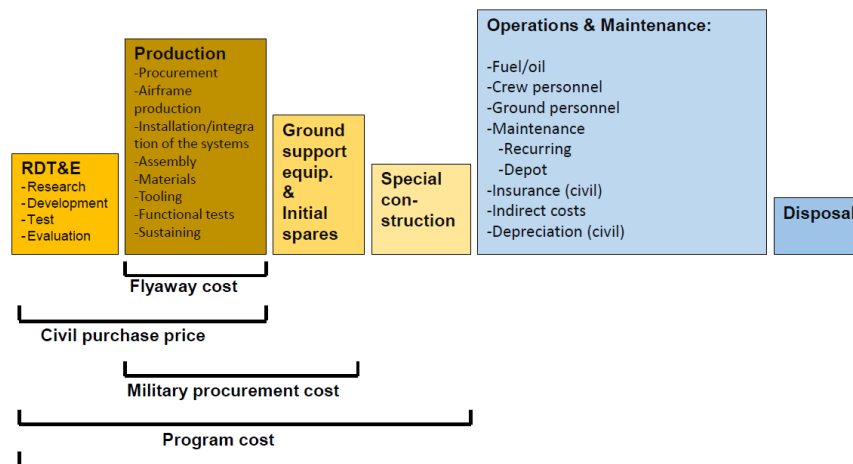 RDT&E
-Research
-Development
-Test
-Evaluation
Production
-Procurement
-Airframe
production
-Installation/integra
tion of the systems
-Assembly
-Materials
-Tooling
-Functional tests
-Sustaining
Ground
support
equip.
&
Initial
spares
Special
con-
struction
Operations & Maintenance:
-Fuel/oil
-Crew personnel
-Ground personnel
-Maintenance
-Recurring
-Depot
-Insurance (civil)
-Indirect costs
-Depreciation (civil)
Disposal
Flyaway cost
Civil purchase price
Military procurement cost
Program cost